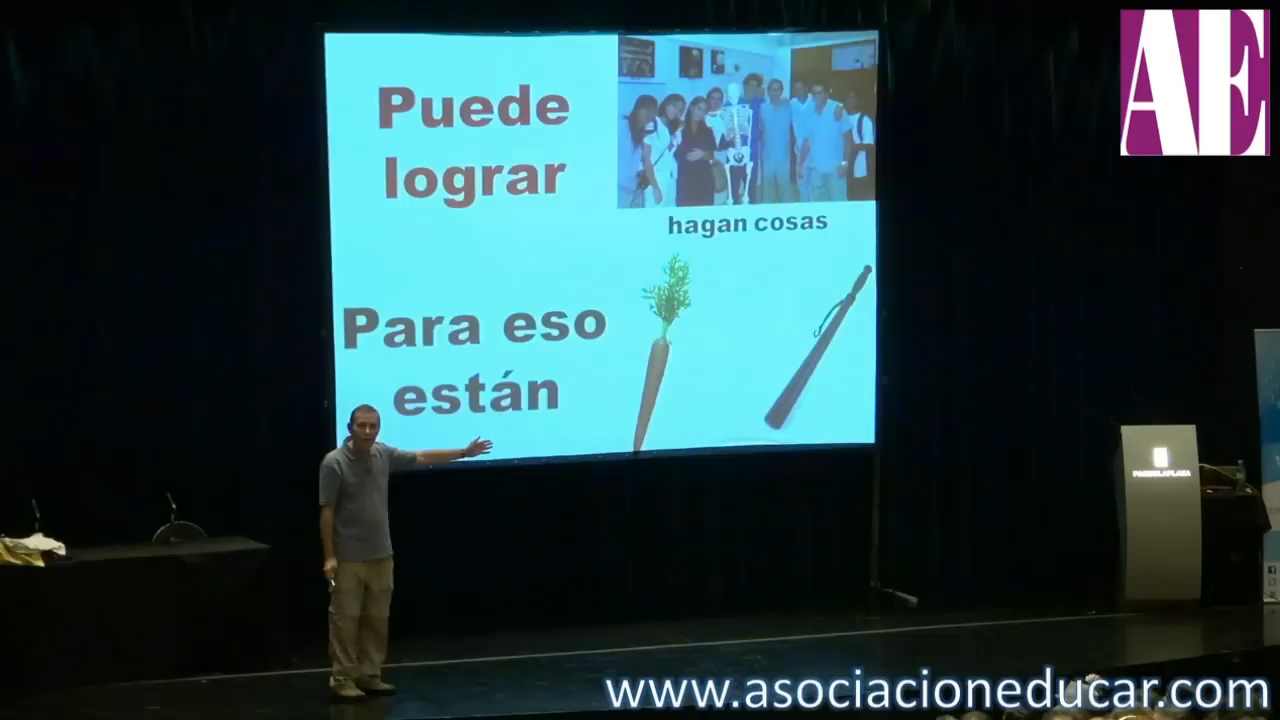 AE
Puede
lograr
hagan cosas
Para eso
están
www.asociacioneducar.com